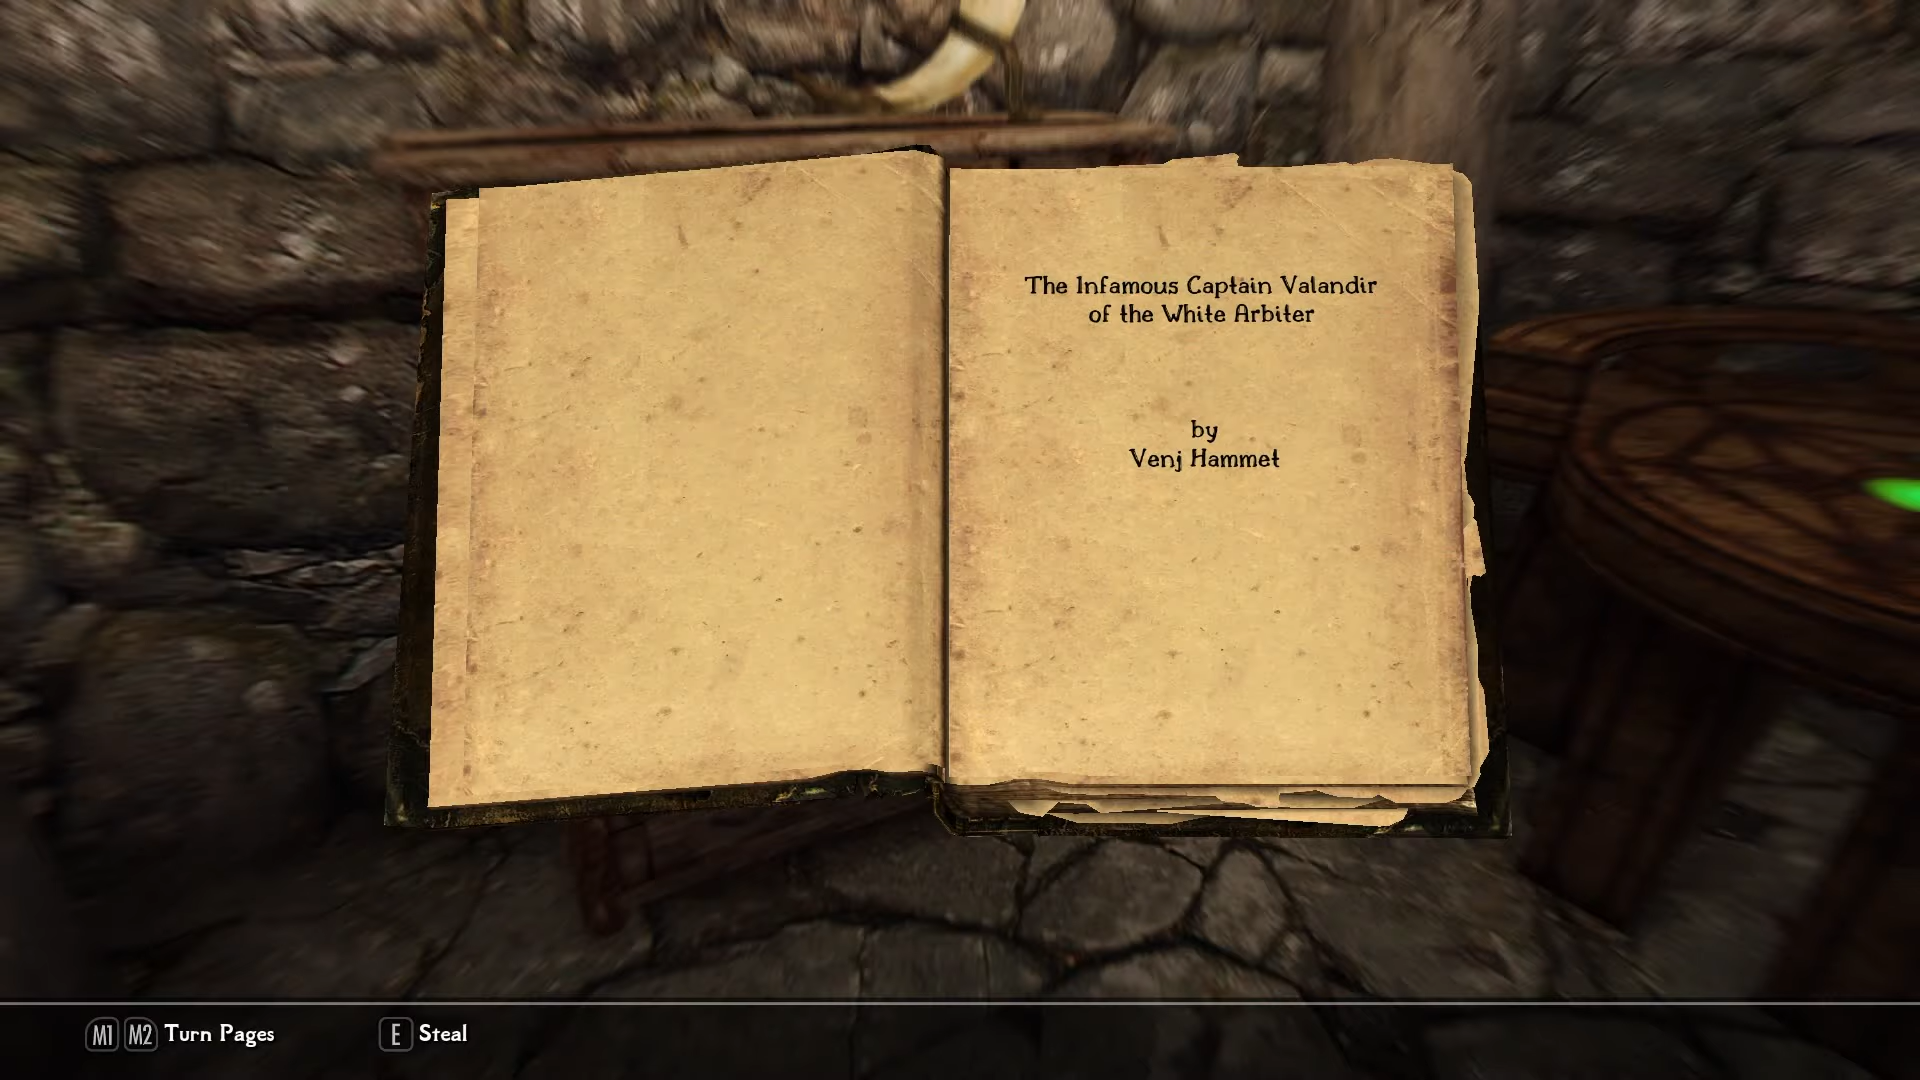 The Infamous Captain Valandir
of the White Arbiter
by
Venj Hammet
M1 M2 Turn Pages
E Steal